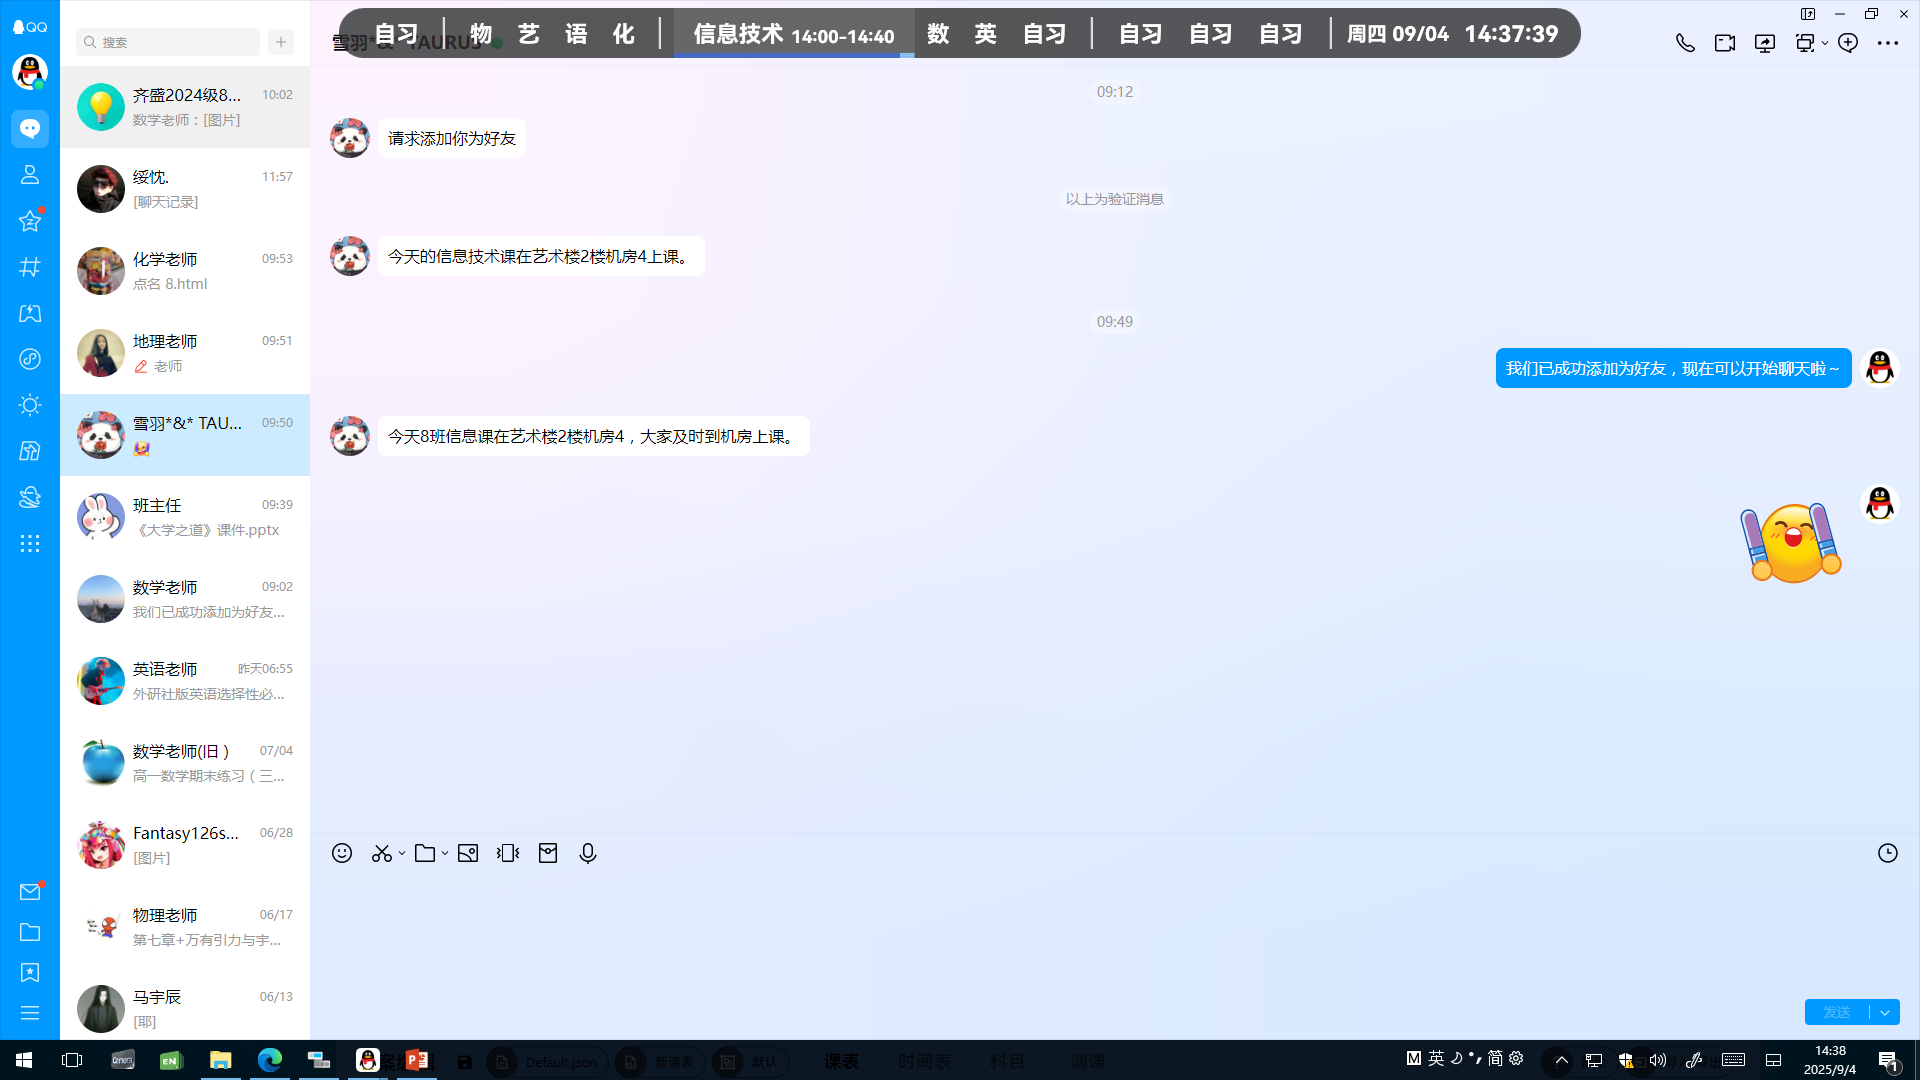 QQ
搜索
自习 物 艺 语 化 信息技术 14:00-14:40 数 英 自习 自习 自习 自习 周四 09/04 14:37:39
雪羽*&* TAURUS
齐盛2024级8... 10:02
数学老师：[图片]
绥忱. 11:57
[聊天记录]
化学老师 09:53
点名 8.html
地理老师 09:51
老师
雪羽*&* TAU... 09:50
班主任 09:39
《大学之道》课件.pptx
数学老师 09:02
我们已成功添加为好友...
英语老师 昨天06:55
外研社版英语选择性必...
数学老师(旧） 07/04
高一数学期末练习（三...
Fantasy126s... 06/28
[图片]
物理老师 06/17
第七章+万有引力与宇...
马宇辰 06/13
[耶]
09:12
请求添加你为好友
以上为验证消息
今天的信息技术课在艺术楼2楼机房4上课。
09:49
我们已成功添加为好友，现在可以开始聊天啦～
今天8班信息课在艺术楼2楼机房4，大家及时到机房上课。
发送
EN
Default.json 新课表 默认 课表 时间表 科目 调课
M 英 简
14:38
2025/9/4
1